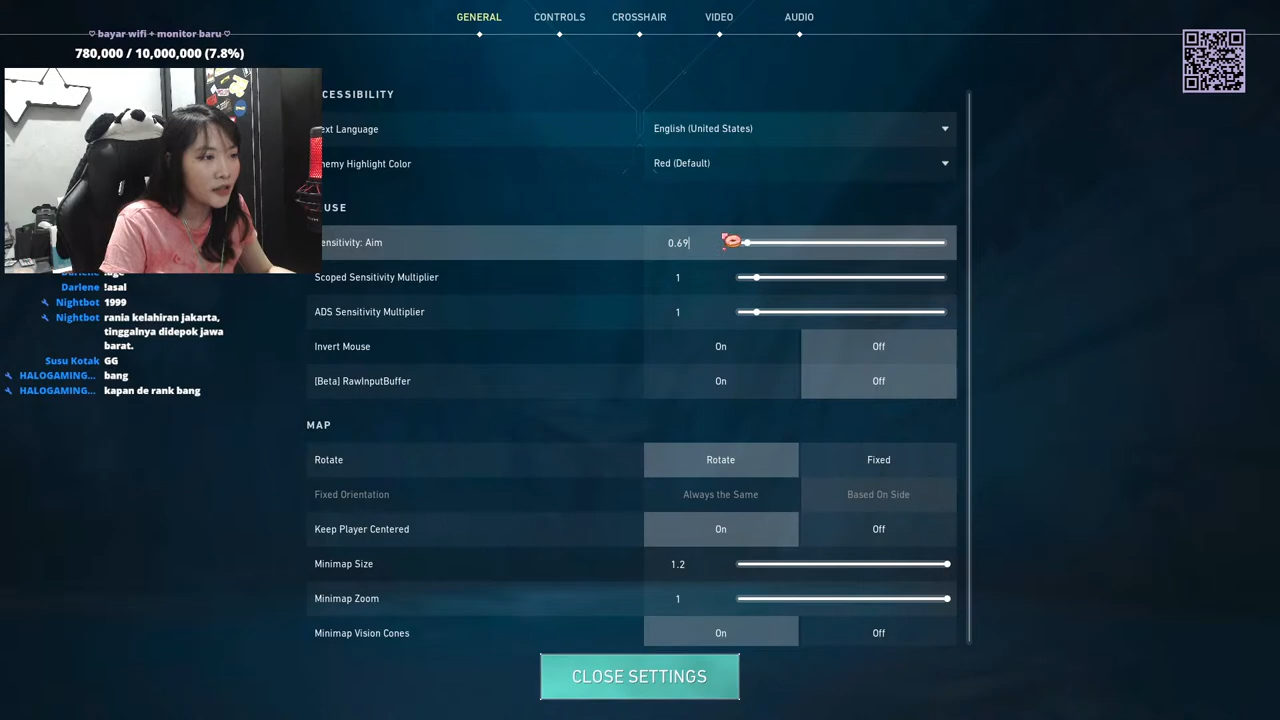 GENERAL CONTROLS CROSSHAIR VIDEO AUDIO
♡ bayar wifi + monitor baru ♡
780,000 / 10,000,000 (7.8%)
CCESSIBILITY
ext Language English (United States)
nemy Highlight Color Red (Default)
USE
ensitivity: Aim 0.69
Scoped Sensitivity Multiplier 1
ADS Sensitivity Multiplier 1
Invert Mouse On Off
[Beta] RawInputBuffer On Off
MAP
Rotate Rotate Fixed
Fixed Orientation Always the Same Based On Side
Keep Player Centered On Off
Minimap Size 1.2
Minimap Zoom 1
Minimap Vision Cones On Off
CLOSE SETTINGS
Darlene !asal
Nightbot 1999
Nightbot rania kelahiran jakarta,
tinggalnya didepok jawa
barat.
Susu Kotak GG
HALOGAMING... bang
HALOGAMING... kapan de rank bang